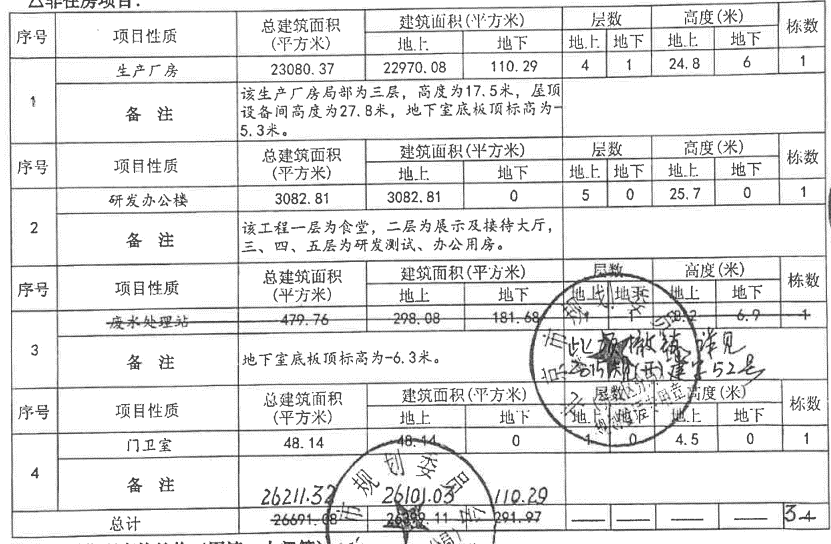 △非住房项目：
序号 项目性质 总建筑面积(平方米) 建筑面积(平方米) 层数 高度(米) 栋数
地上 地下 地上 地下 地上 地下
1 生产厂房 23080.37 22970.08 110.29 4 1 24.8 6 1
备 注 该生产厂房局部为三层，高度为17.5米，屋顶
设备间高度为27.8米，地下室底板顶标高为-
5.3米。
序号 项目性质 总建筑面积(平方米) 建筑面积(平方米) 层数 高度(米) 栋数
地上 地下 地上 地下 地上 地下
2 研发办公楼 3082.81 3082.81 0 5 0 25.7 0 1
备 注 该工程一层为食堂，二层为展示及接待大厅，
三、四、五层为研发测试、办公用房。
序号 项目性质 总建筑面积(平方米) 建筑面积(平方米) 层数 高度(米) 栋数
地上 地下 地上 地下 地上 地下
3 废水处理站 479.76 298.08 181.68 6.9 1
备 注 地下室底板顶标高为-6.3米。
此项撤销 详见
建字52号
序号 项目性质 总建筑面积(平方米) 建筑面积(平方米) 层数 高度(米) 栋数
地上 地下 地上 地下
4 门卫室 48.14 48.14 0 1 0 4.5 0 1
备 注
26211.32 26101.03 110.29
总计 26691.08 291.97 — — — — 3 4
市规划委员会